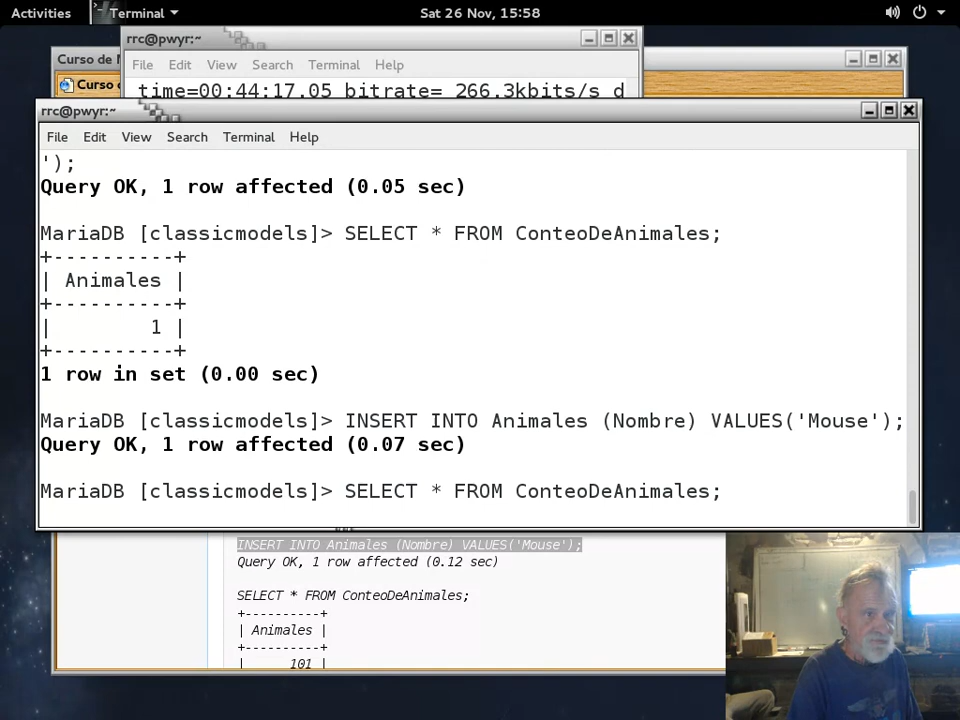 Activities Terminal Sat 26 Nov, 15:58
rrc@pwyr:~
Curso de
File Edit View Search Terminal Help
Curso
time=00:44:17.05 bitrate= 266.3kbits/s d
rrc@pwyr:~
File Edit View Search Terminal Help
');
Query OK, 1 row affected (0.05 sec)
MariaDB [classicmodels]> SELECT * FROM ConteoDeAnimales;
+----------+
| Animales |
+----------+
|        1 |
+----------+
1 row in set (0.00 sec)
MariaDB [classicmodels]> INSERT INTO Animales (Nombre) VALUES('Mouse');
Query OK, 1 row affected (0.07 sec)
MariaDB [classicmodels]> SELECT * FROM ConteoDeAnimales;
INSERT INTO Animales (Nombre) VALUES('Mouse');
Query OK, 1 row affected (0.12 sec)
SELECT * FROM ConteoDeAnimales;
+----------+
| Animales |
+----------+
|      101 |